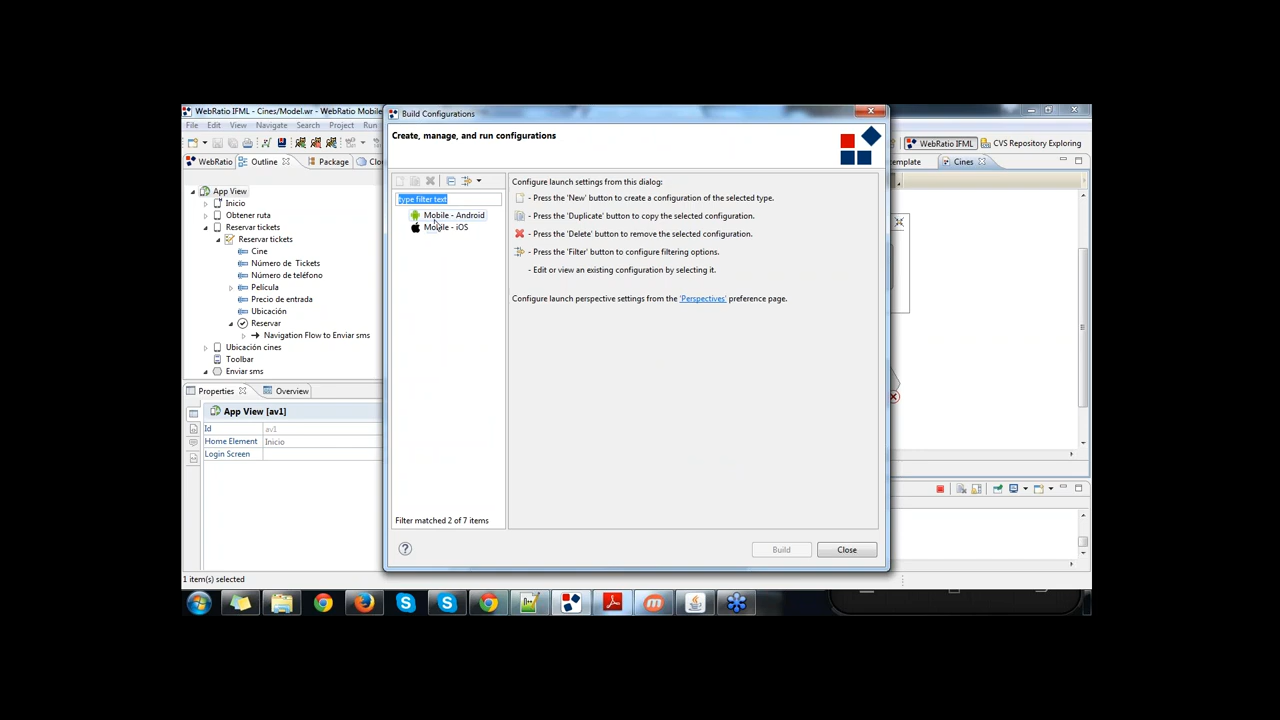 WebRatio IFML - Cines/Model.wr - WebRatio Mobile
File Edit View Navigate Search Project Run
WebRatio Outline Package
App View
Inicio
Obtener ruta
Reservar tickets
Reservar tickets
Cine
Número de Tickets
Número de teléfono
Película
Precio de entrada
Ubicación
Reservar
Navigation Flow to Enviar sms
Ubicación cines
Toolbar
Enviar sms
Properties Overview
App View [av1]
Id av1
Home Element Inicio
Login Screen
1 item(s) selected
Build Configurations
Create, manage, and run configurations
type filter text
Mobile - Android
Mobile - iOS
Filter matched 2 of 7 items
Configure launch settings from this dialog:
- Press the 'New' button to create a configuration of the selected type.
- Press the 'Duplicate' button to copy the selected configuration.
- Press the 'Delete' button to remove the selected configuration.
- Press the 'Filter' button to configure filtering options.
- Edit or view an existing configuration by selecting it.
Configure launch perspective settings from the 'Perspectives' preference page.
Build Close
WebRatio IFML CVS Repository Exploring
emplate Cines